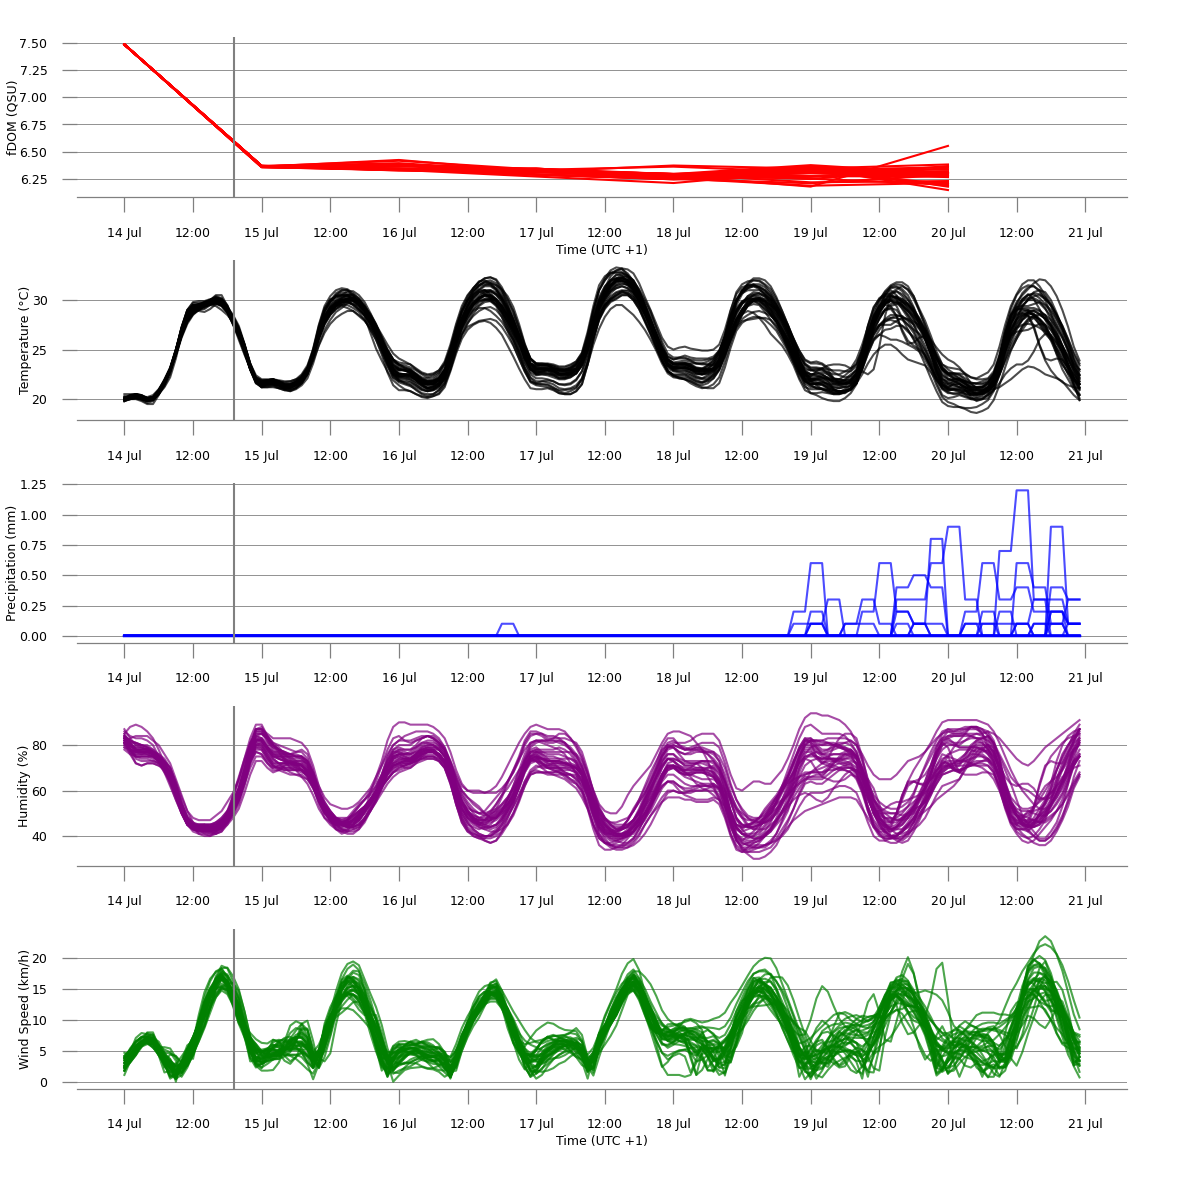 fDOM (QSU)
7.50
7.25
7.00
6.75
6.50
6.25
14 Jul 12:00 15 Jul 12:00 16 Jul 12:00 17 Jul 12:00 18 Jul 12:00 19 Jul 12:00 20 Jul 12:00 21 Jul
Time (UTC +1)
Temperature (°C)
30
25
20
14 Jul 12:00 15 Jul 12:00 16 Jul 12:00 17 Jul 12:00 18 Jul 12:00 19 Jul 12:00 20 Jul 12:00 21 Jul
Precipitation (mm)
1.25
1.00
0.75
0.50
0.25
0.00
14 Jul 12:00 15 Jul 12:00 16 Jul 12:00 17 Jul 12:00 18 Jul 12:00 19 Jul 12:00 20 Jul 12:00 21 Jul
Humidity (%)
80
60
40
14 Jul 12:00 15 Jul 12:00 16 Jul 12:00 17 Jul 12:00 18 Jul 12:00 19 Jul 12:00 20 Jul 12:00 21 Jul
Wind Speed (km/h)
20
15
10
5
0
14 Jul 12:00 15 Jul 12:00 16 Jul 12:00 17 Jul 12:00 18 Jul 12:00 19 Jul 12:00 20 Jul 12:00 21 Jul
Time (UTC +1)